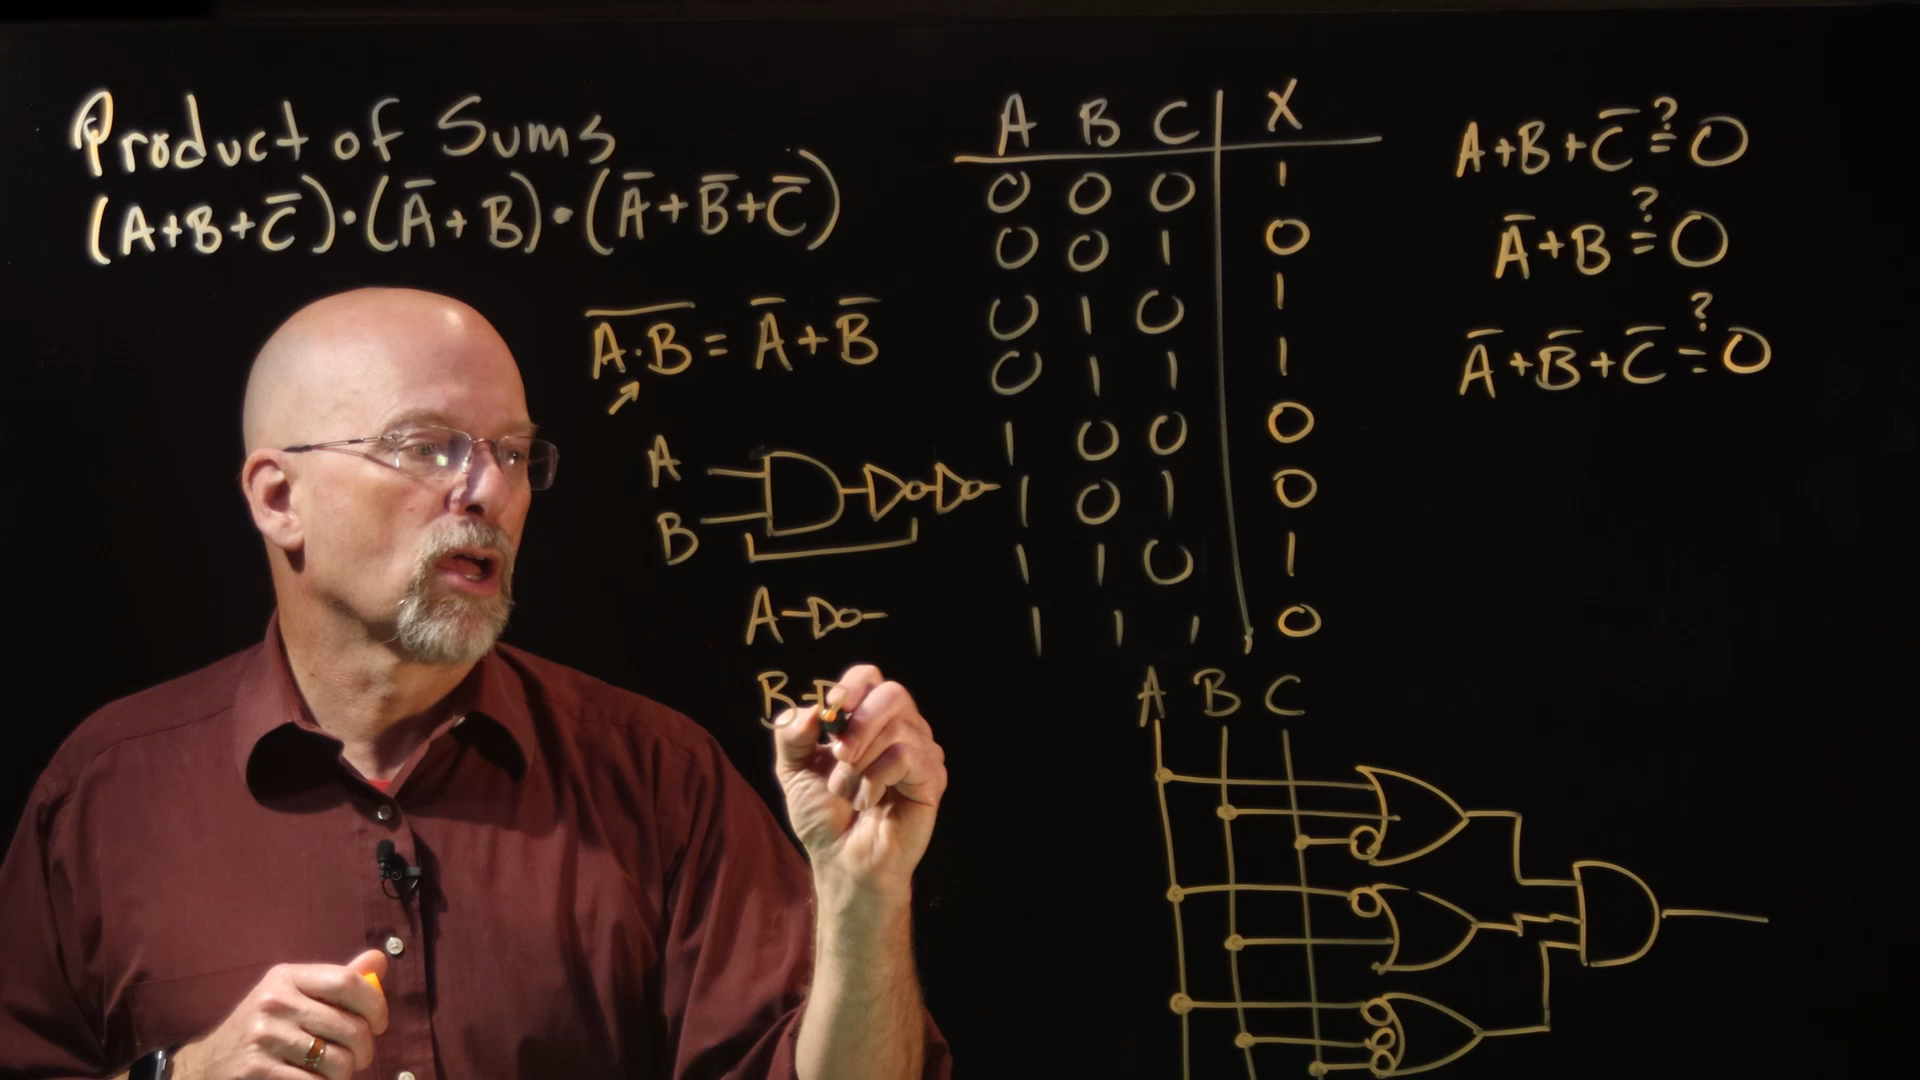 Product of Sums
(A+B+C̅)·(A̅+B)·(A̅+B̅+C̅)
A̅·̅B̅ = A̅+B̅
A
B
A
B
A B C X
0 0 0 1
0 0 1 0
0 1 0 1
0 1 1 1
1 0 0 0
1 0 1 0
1 1 0 1
1 1 1 0
A B C
A+B+C̅ ?= 0
A̅+B ?= 0
A̅+B̅+C̅ ?= 0